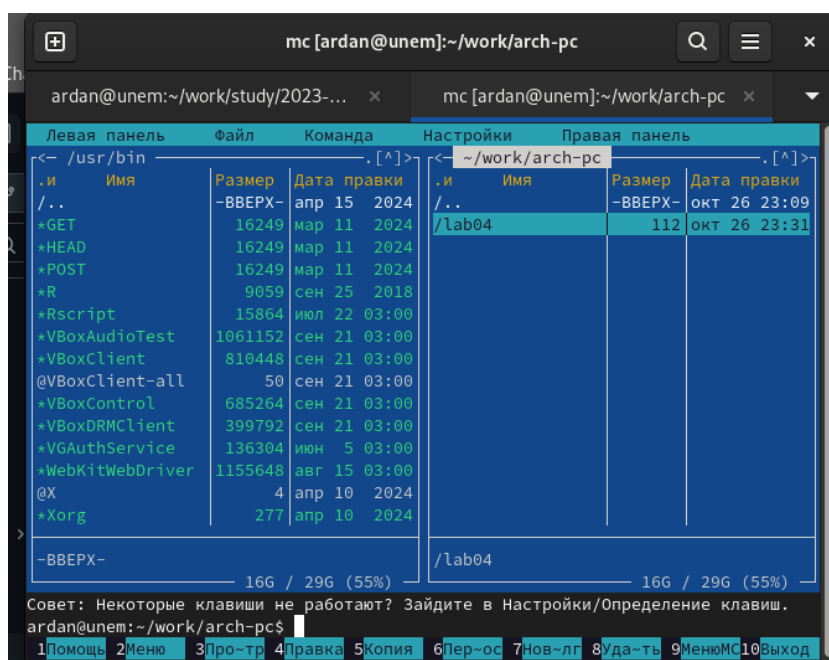 mc [ardan@unem]:~/work/arch-pc
Ch
ardan@unem:~/work/study/2023-... × mc [ardan@unem]:~/work/arch-pc ×
Левая панель Файл Команда Настройки Правая панель
<— /usr/bin .[^]> <— ~/work/arch-pc .[^]>
.и Имя Размер Дата правки .и Имя Размер Дата правки
/.. -ВВЕРХ- апр 15 2024 /.. -ВВЕРХ- окт 26 23:09
*GET 16249 мар 11 2024 /lab04 112 окт 26 23:31
*HEAD 16249 мар 11 2024
*POST 16249 мар 11 2024
*R 9059 сен 25 2018
*Rscript 15864 июл 22 03:00
*VBoxAudioTest 1061152 сен 21 03:00
*VBoxClient 810448 сен 21 03:00
@VBoxClient-all 50 сен 21 03:00
*VBoxControl 685264 сен 21 03:00
*VBoxDRMClient 399792 сен 21 03:00
*VGAuthService 136304 июн 5 03:00
*WebKitWebDriver 1155648 авг 15 03:00
@X 4 апр 10 2024
*Xorg 277 апр 10 2024
-ВВЕРХ- /lab04
16G / 29G (55%) 16G / 29G (55%)
Совет: Некоторые клавиши не работают? Зайдите в Настройки/Определение клавиш.
ardan@unem:~/work/arch-pc$
1Помощь 2Меню 3Про~тр 4Правка 5Копия 6Пер~ос 7Нов~лг 8Уда~ть 9МенюМС 10Выход